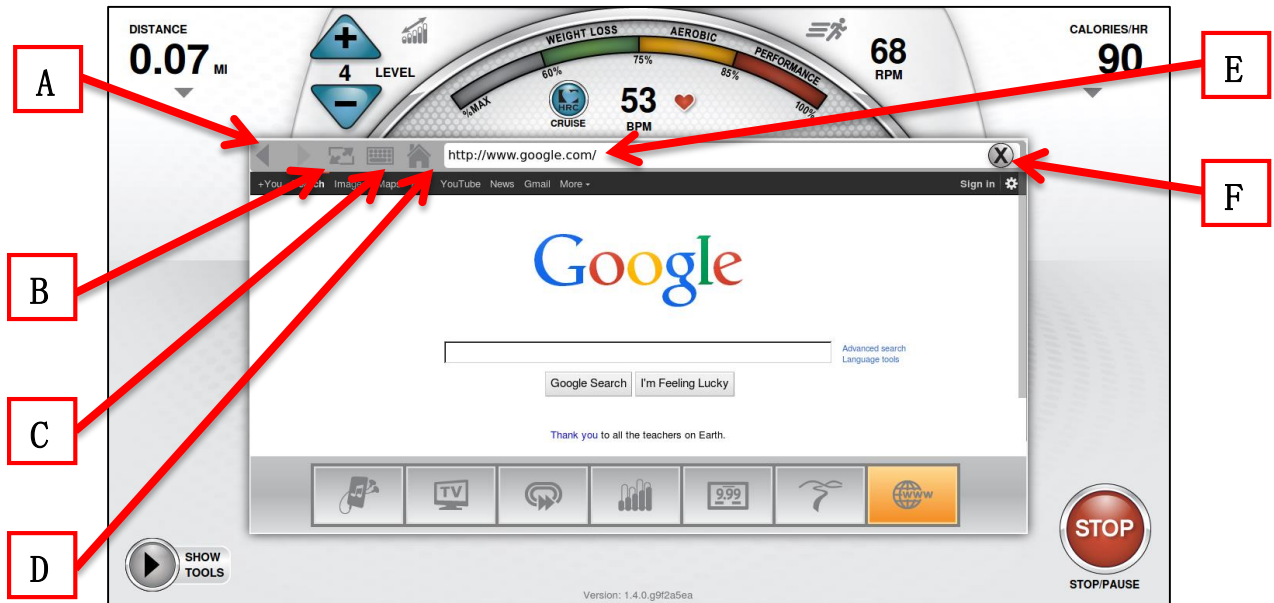 DISTANCE
0.07 MI
4 LEVEL
%MAX
60%
WEIGHT LOSS
75%
AEROBIC
85%
PERFORMANCE
100%
HRC
CRUISE
53
BPM
68
RPM
CALORIES/HR
90
A
B
C
D
E
F
http://www.google.com/
X
+You
YouTube News Gmail More
Sign in
Google
Advanced search
Language tools
Google Search
I'm Feeling Lucky
Thank you to all the teachers on Earth.
TV
9.99
www
SHOW
TOOLS
STOP
STOP/PAUSE
Version: 1.4.0.g9f2a5ea